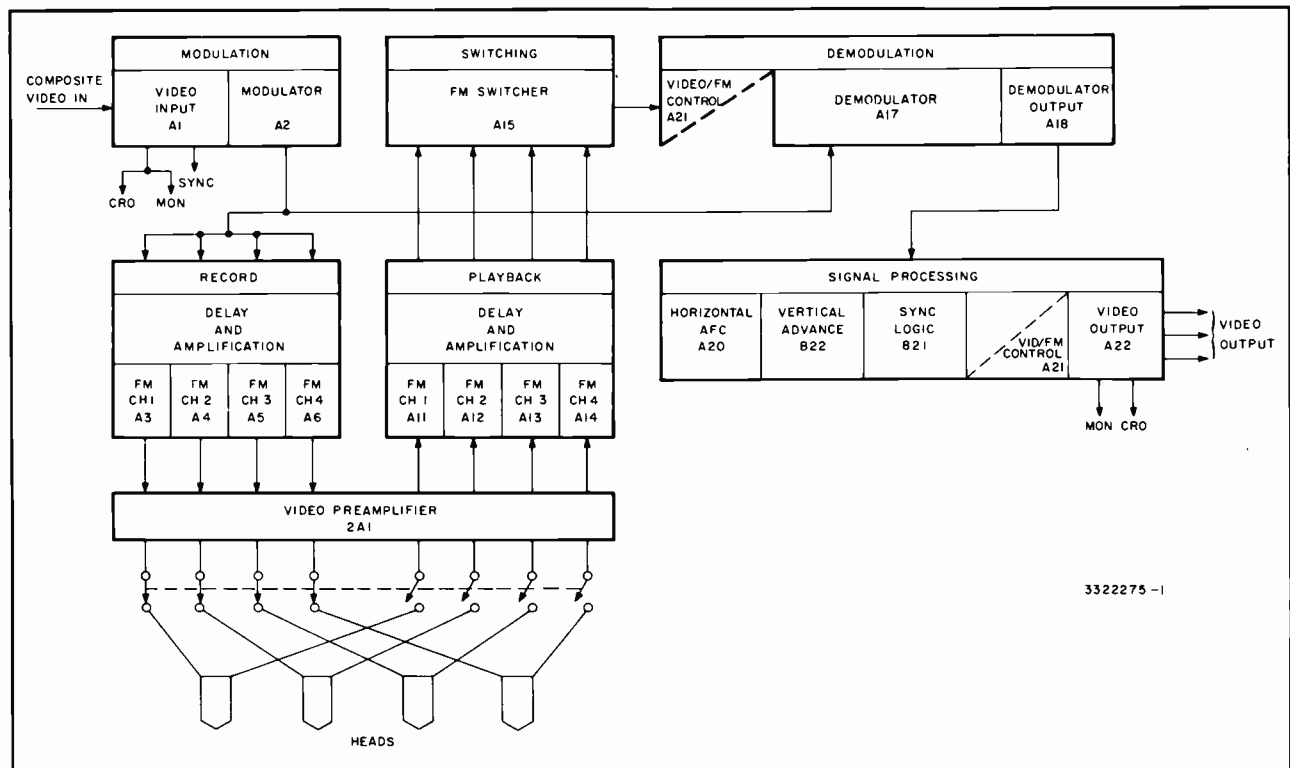 MODULATION
COMPOSITE
VIDEO IN
VIDEO
INPUT
A1
MODULATOR
A2
CRO
MON
SYNC
SWITCHING
FM SWITCHER
A15
DEMODULATION
VIDEO/FM
CONTROL
A21
DEMODULATOR
A17
DEMODULATOR
OUTPUT
A18
RECORD
DELAY
AND
AMPLIFICATION
FM
CH 1
A3
FM
CH 2
A4
FM
CH 3
A5
FM
CH 4
A6
PLAYBACK
DELAY
AND
AMPLIFICATION
FM
CH 1
A11
FM
CH 2
A12
FM
CH 3
A13
FM
CH 4
A14
SIGNAL PROCESSING
HORIZONTAL
AFC
A20
VERTICAL
ADVANCE
B22
SYNC
LOGIC
B21
VID/FM
CONTROL
A21
VIDEO
OUTPUT
A22
VIDEO
OUTPUT
MON CRO
VIDEO PREAMPLIFIER
2A1
3322275-1
HEADS